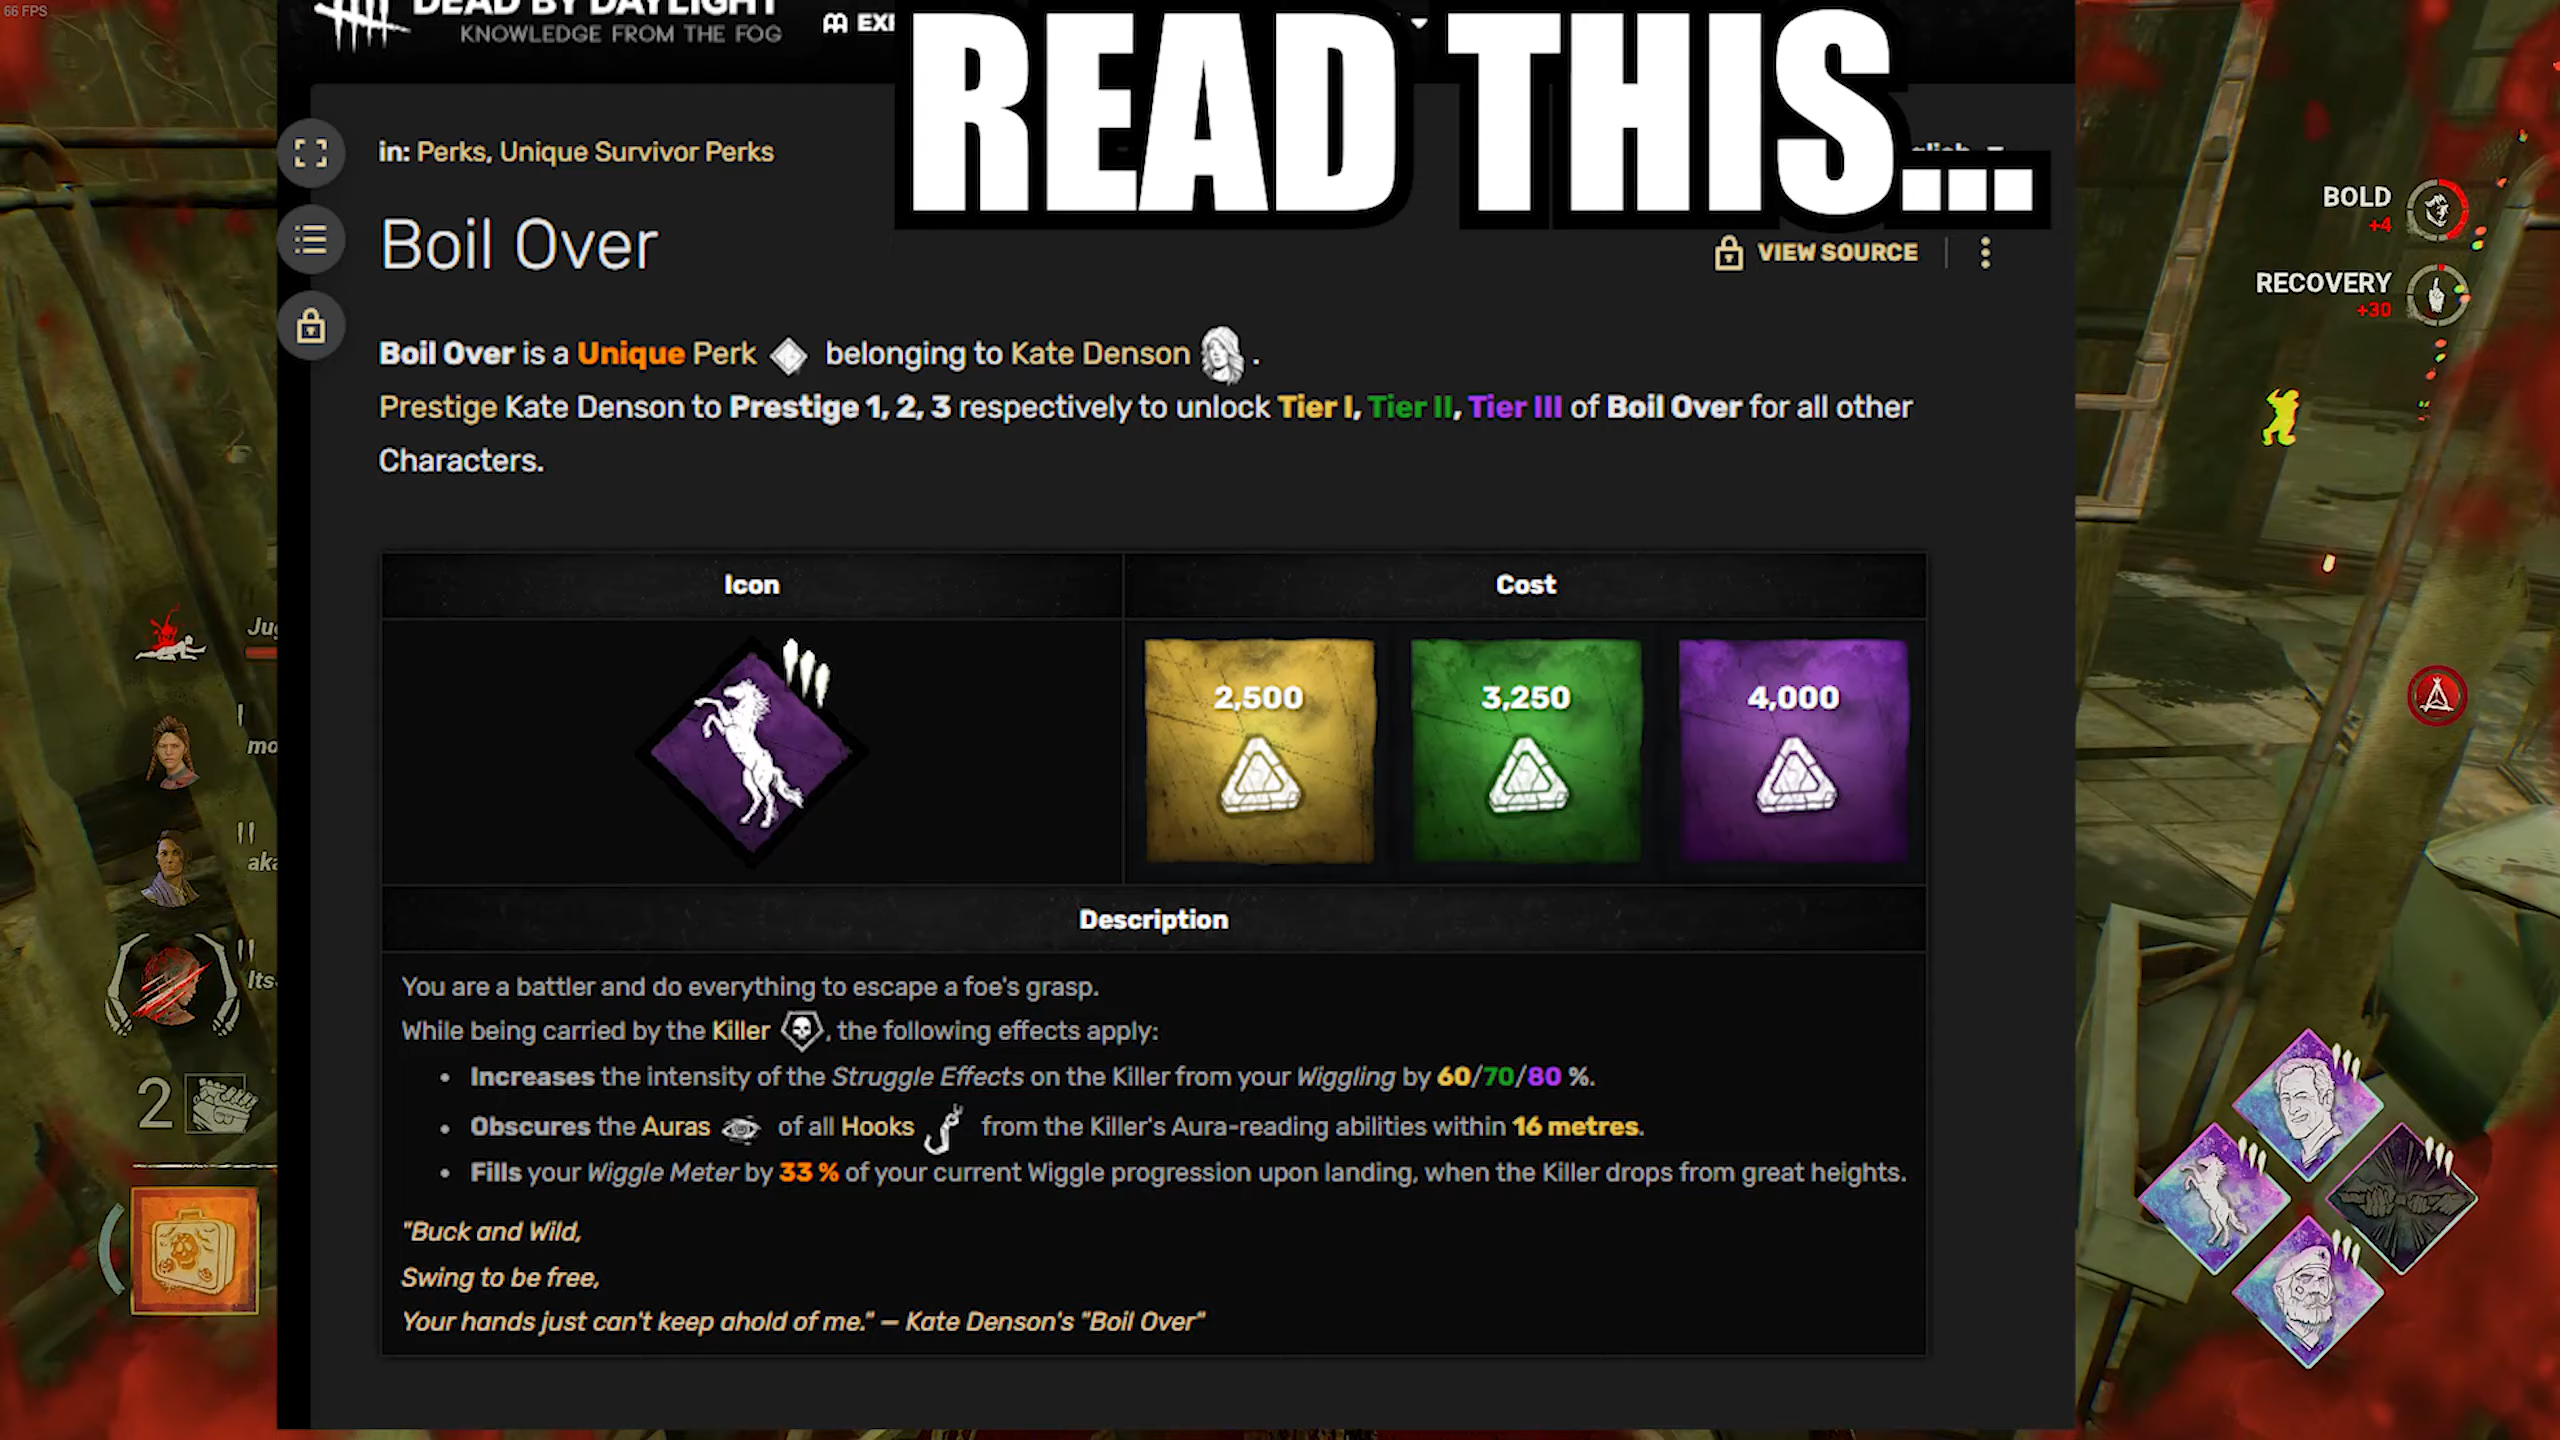 66 FPS
DEAD BY DAYLIGHT
KNOWLEDGE FROM THE FOG
READ THIS...
in: Perks, Unique Survivor Perks
Boil Over
VIEW SOURCE
Boil Over is a Unique Perk belonging to Kate Denson .
Prestige Kate Denson to Prestige 1, 2, 3 respectively to unlock Tier I, Tier II, Tier III of Boil Over for all other
Characters.
Icon
Cost
2,500
3,250
4,000
Description
You are a battler and do everything to escape a foe's grasp.
While being carried by the Killer , the following effects apply:
• Increases the intensity of the Struggle Effects on the Killer from your Wiggling by 60/70/80 %.
• Obscures the Auras of all Hooks from the Killer's Aura-reading abilities within 16 metres.
• Fills your Wiggle Meter by 33 % of your current Wiggle progression upon landing, when the Killer drops from great heights.
"Buck and Wild,
Swing to be free,
Your hands just can't keep ahold of me." — Kate Denson's "Boil Over"
BOLD
+4
RECOVERY
+30
2